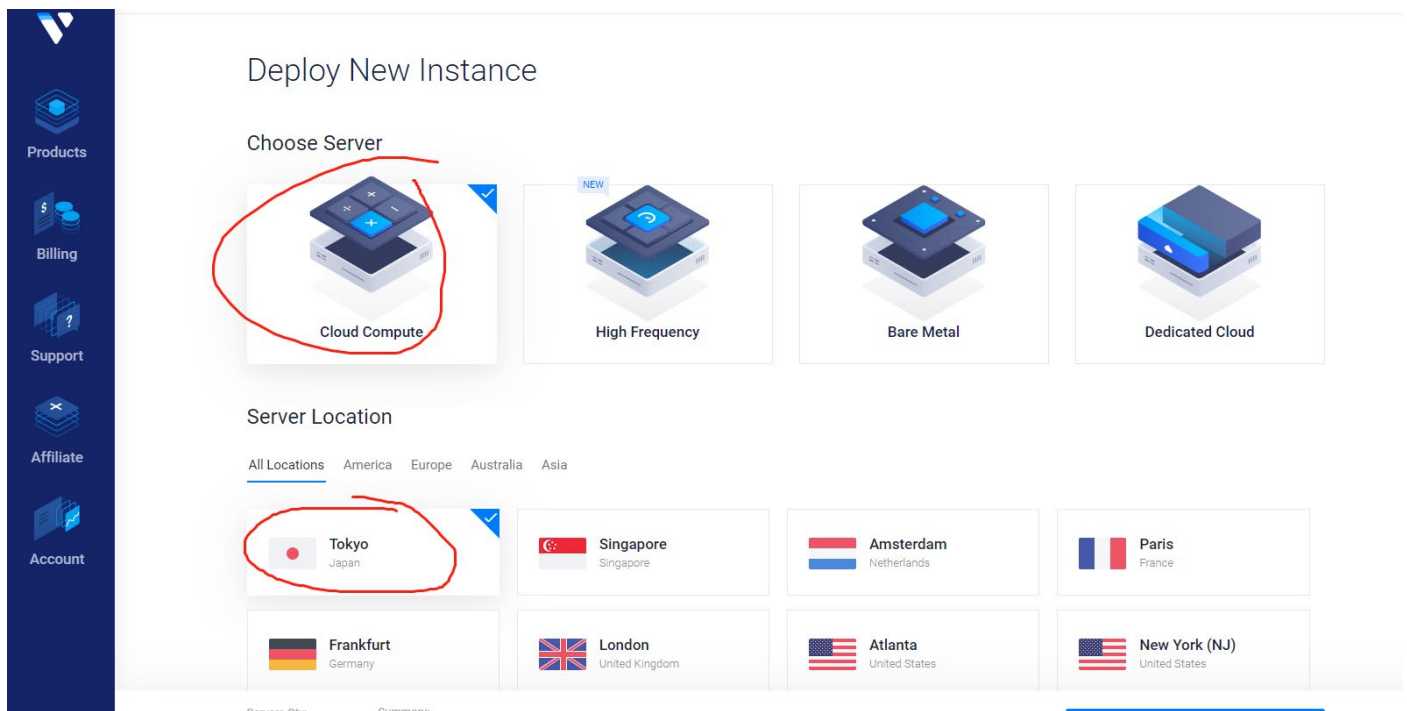 Deploy New Instance
Products
Choose Server
NEW
Billing
Cloud Compute
High Frequency
Bare Metal
Dedicated Cloud
Support
Server Location
Affiliate
All Locations America Europe Australia Asia
Tokyo
Japan
Singapore
Singapore
Amsterdam
Netherlands
Paris
France
Account
Frankfurt
Germany
London
United Kingdom
Atlanta
United States
New York (NJ)
United States